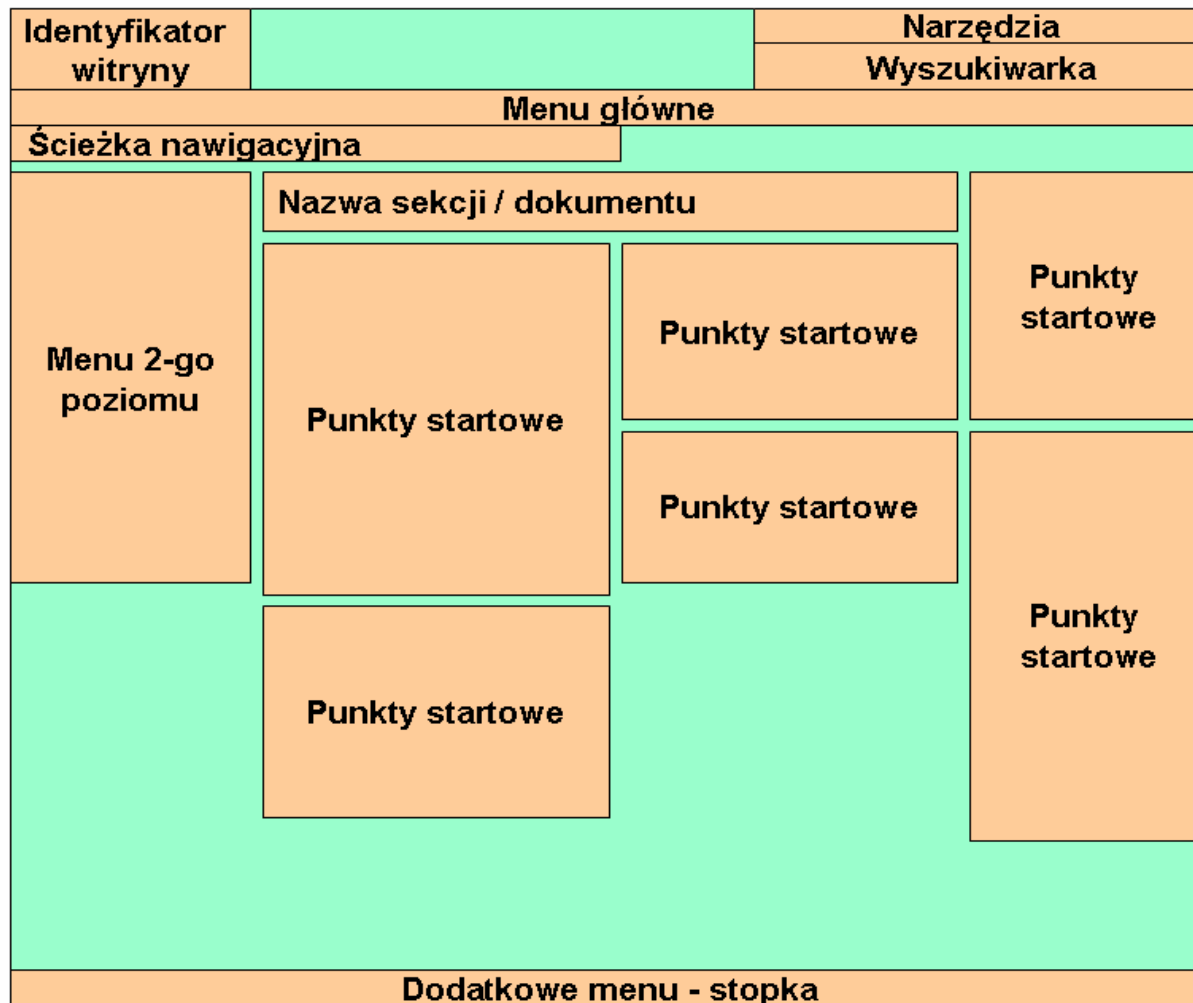 Identyfikator
witryny
Narzędzia
Wyszukiwarka
Menu główne
Ścieżka nawigacyjna
Menu 2-go
poziomu
Nazwa sekcji / dokumentu
Punkty startowe
Punkty startowe
Punkty startowe
Punkty startowe
Punkty
startowe
Punkty
startowe
Dodatkowe menu - stopka